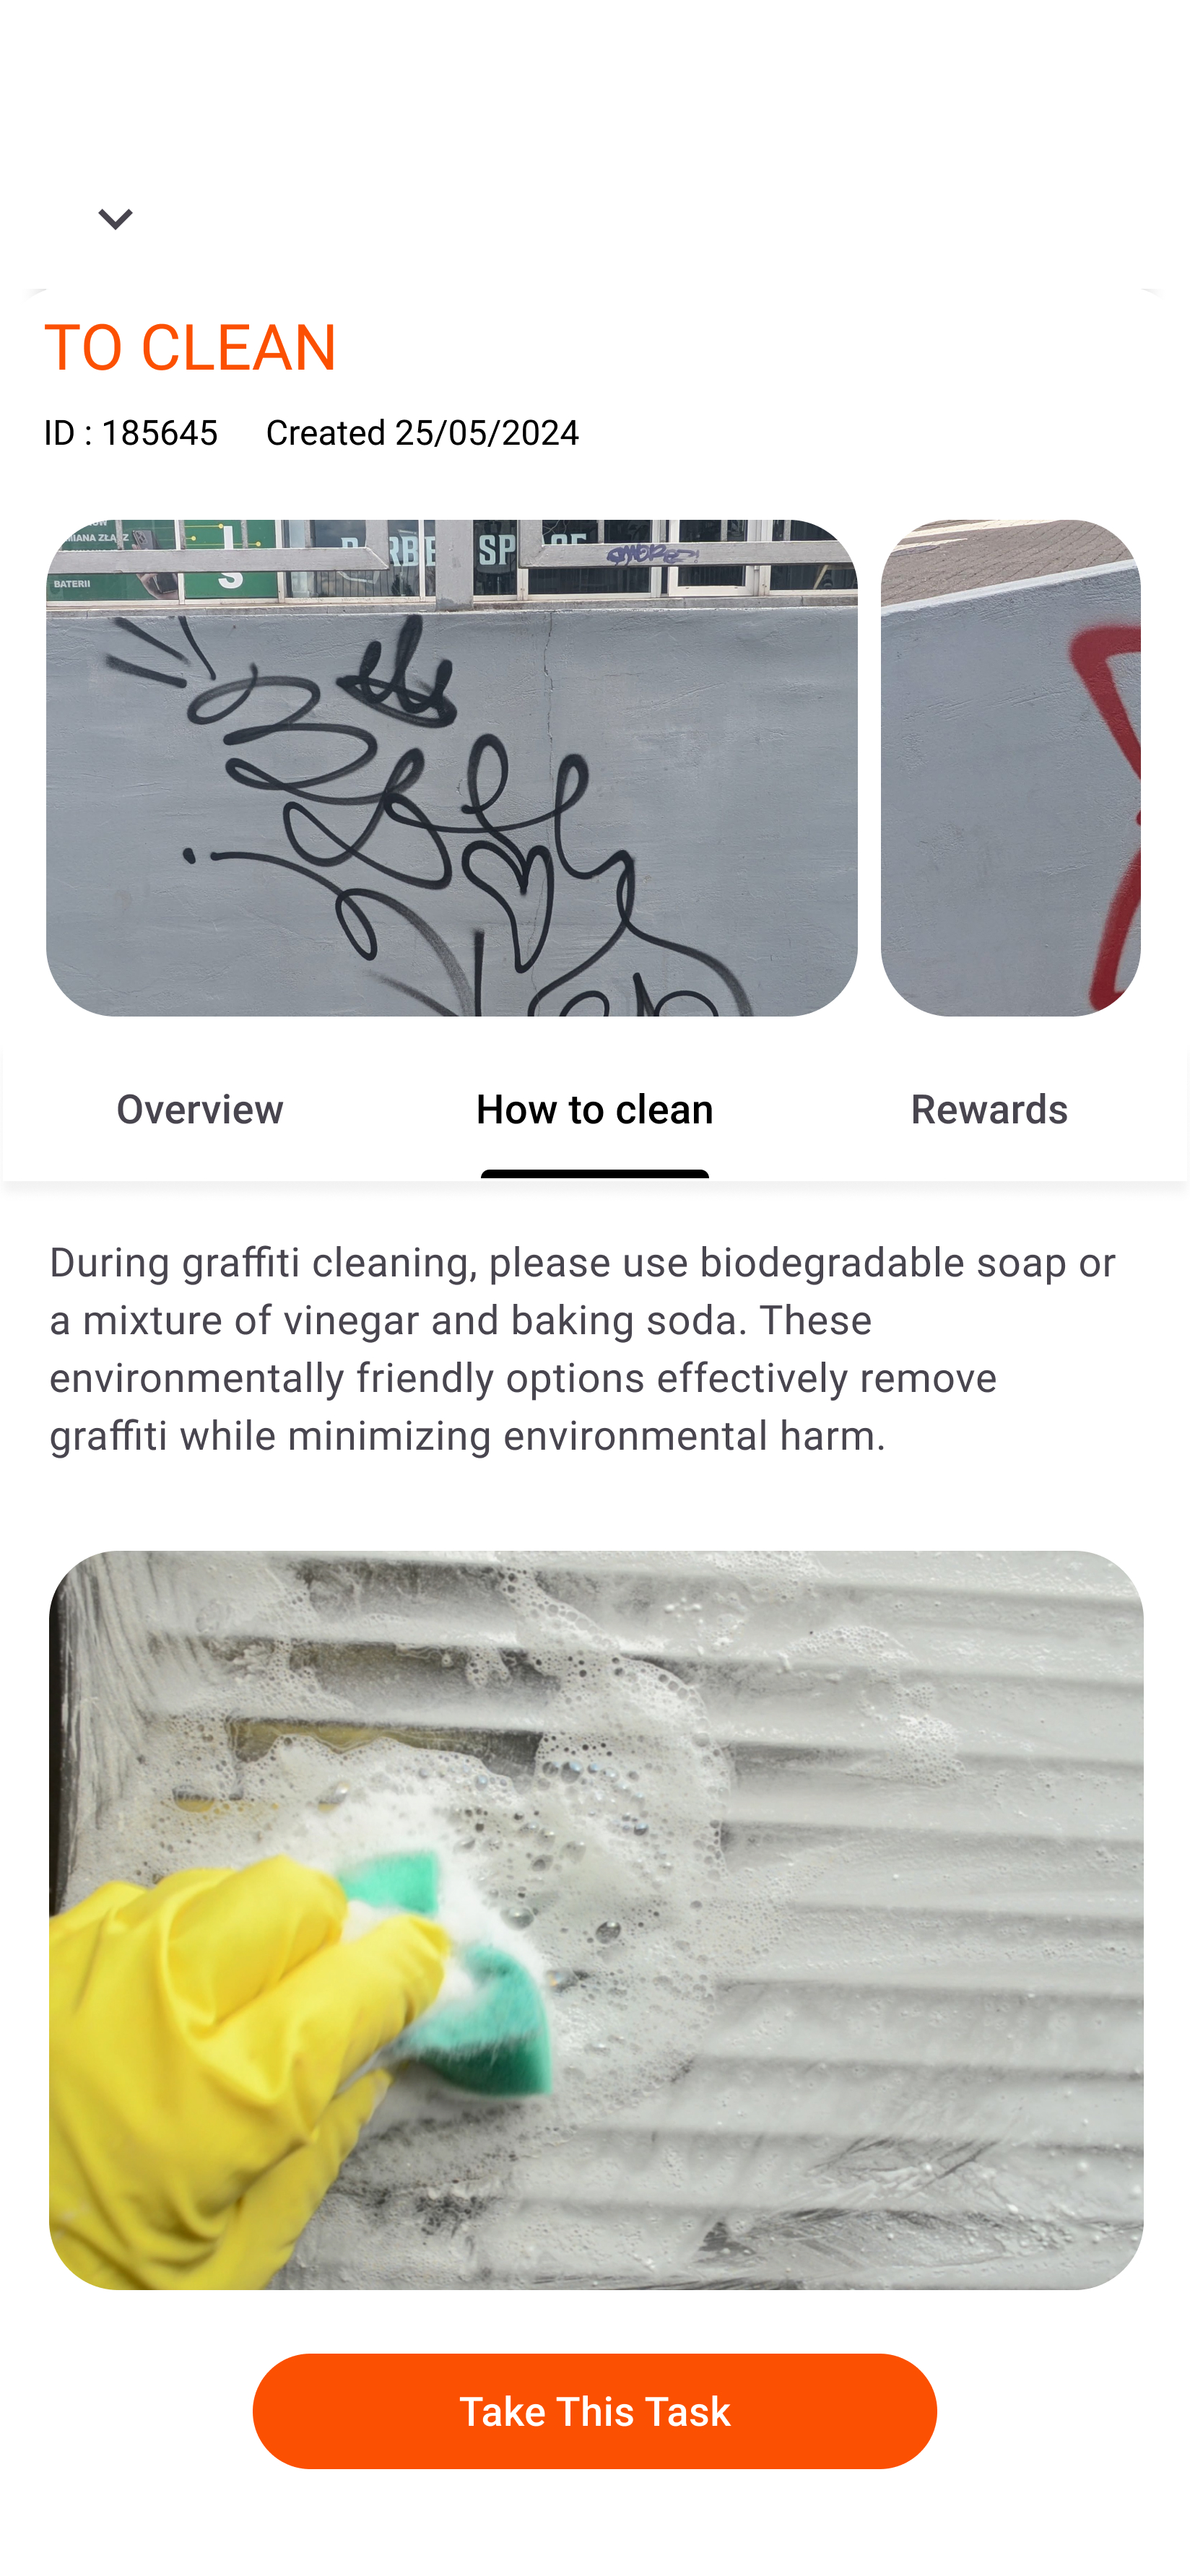 TO CLEAN
ID : 185645 Created 25/05/2024
BATERII
Overview How to clean Rewards
During graffiti cleaning, please use biodegradable soap or
a mixture of vinegar and baking soda. These
environmentally friendly options effectively remove
graffiti while minimizing environmental harm.
Take This Task